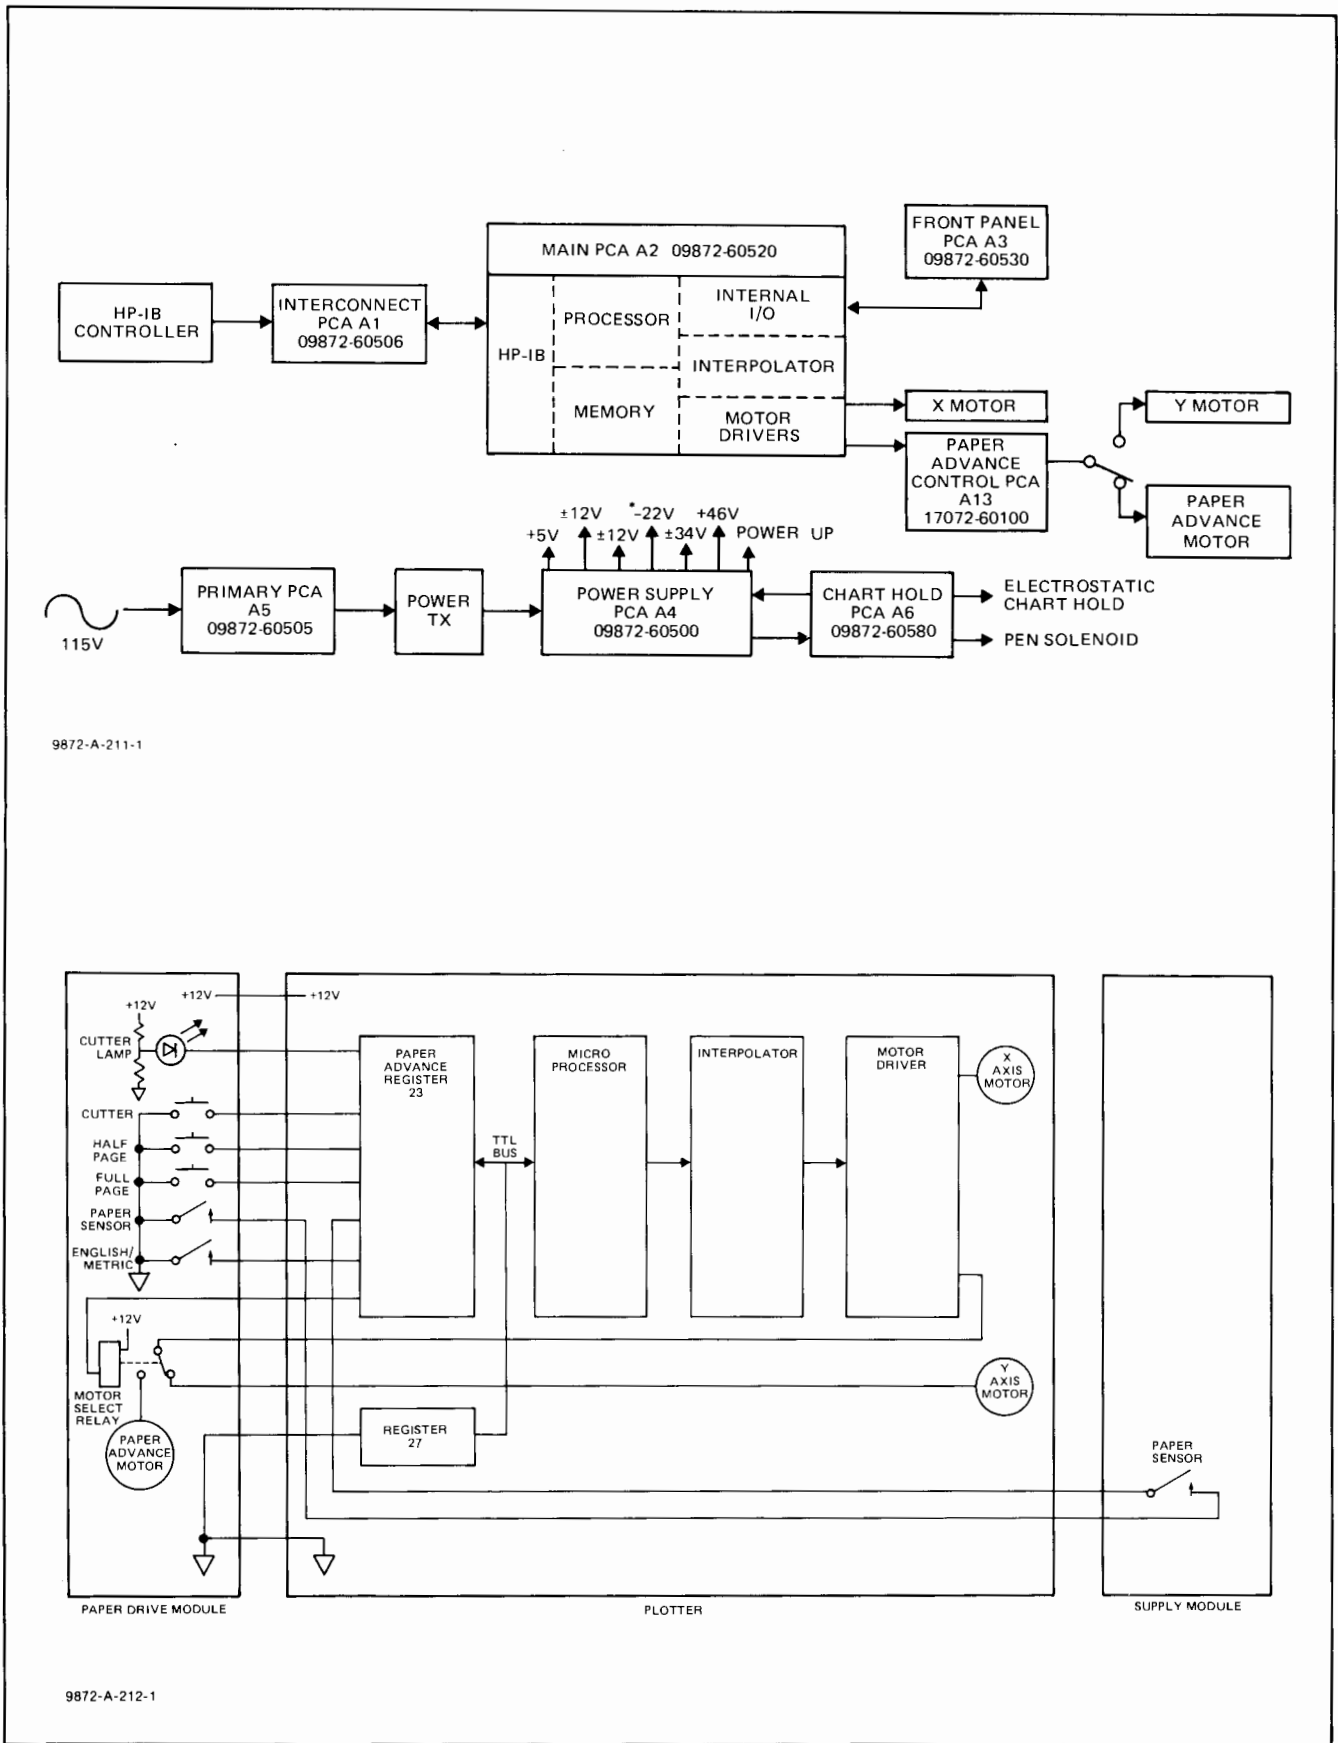 MAIN PCA A2 09872-60520
FRONT PANEL
PCA A3
09872-60530
HP-IB
CONTROLLER
INTERCONNECT
PCA A1
09872-60506
HP-IB
PROCESSOR
MEMORY
INTERNAL
I/O
INTERPOLATOR
MOTOR
DRIVERS
X MOTOR
Y MOTOR
PAPER
ADVANCE
CONTROL PCA
A13
17072-60100
PAPER
ADVANCE
MOTOR
±12V *-22V +46V
+5V ±12V ±34V POWER UP
115V
PRIMARY PCA
A5
09872-60505
POWER
TX
POWER SUPPLY
PCA A4
09872-60500
CHART HOLD
PCA A6
09872-60580
ELECTROSTATIC
CHART HOLD
PEN SOLENOID
9872-A-211-1
+12V
+12V
+12V
CUTTER
LAMP
CUTTER
HALF
PAGE
FULL
PAGE
PAPER
SENSOR
ENGLISH/
METRIC
+12V
MOTOR
SELECT
RELAY
PAPER
ADVANCE
MOTOR
PAPER
ADVANCE
REGISTER
23
TTL
BUS
MICRO
PROCESSOR
INTERPOLATOR
MOTOR
DRIVER
X
AXIS
MOTOR
Y
AXIS
MOTOR
REGISTER
27
PAPER
SENSOR
PAPER DRIVE MODULE
PLOTTER
SUPPLY MODULE
9872-A-212-1